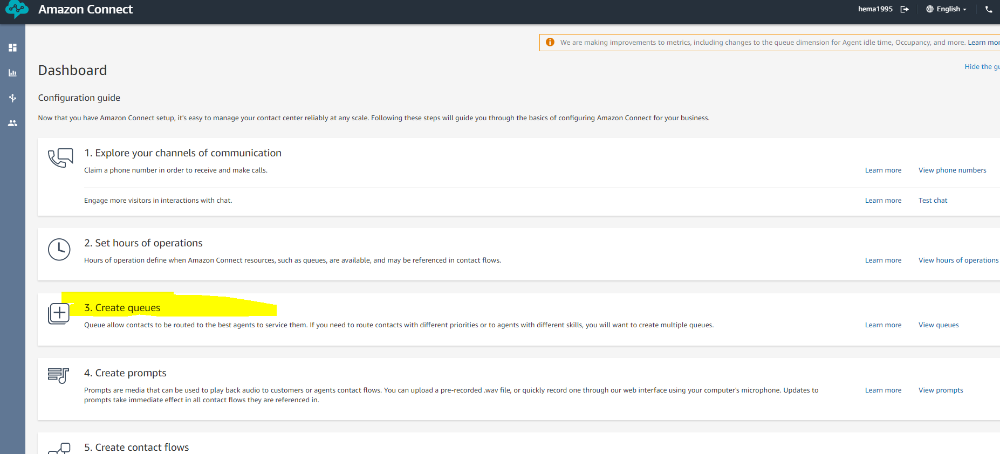 Amazon Connect
hema1995
English
We are making improvements to metrics, including changes to the queue dimension for Agent idle time, Occupancy, and more. Learn mor
Dashboard
Hide the gu
Configuration guide
Now that you have Amazon Connect setup, it's easy to manage your contact center reliably at any scale. Following these steps will guide you through the basics of configuring Amazon Connect for your business.
1. Explore your channels of communication
Claim a phone number in order to receive and make calls.
Learn more
View phone numbers
Engage more visitors in interactions with chat.
Learn more
Test chat
2. Set hours of operations
Hours of operation define when Amazon Connect resources, such as queues, are available, and may be referenced in contact flows.
Learn more
View hours of operations
3. Create queues
Queue allow contacts to be routed to the best agents to service them. If you need to route contacts with different priorities or to agents with different skills, you will want to create multiple queues.
Learn more
View queues
4. Create prompts
Prompts are media that can be used to play back audio to customers or agents contact flows. You can upload a pre-recorded .wav file, or quickly record one through our web interface using your computer's microphone. Updates to
prompts take immediate effect in all contact flows they are referenced in.
Learn more
View prompts
5. Create contact flows